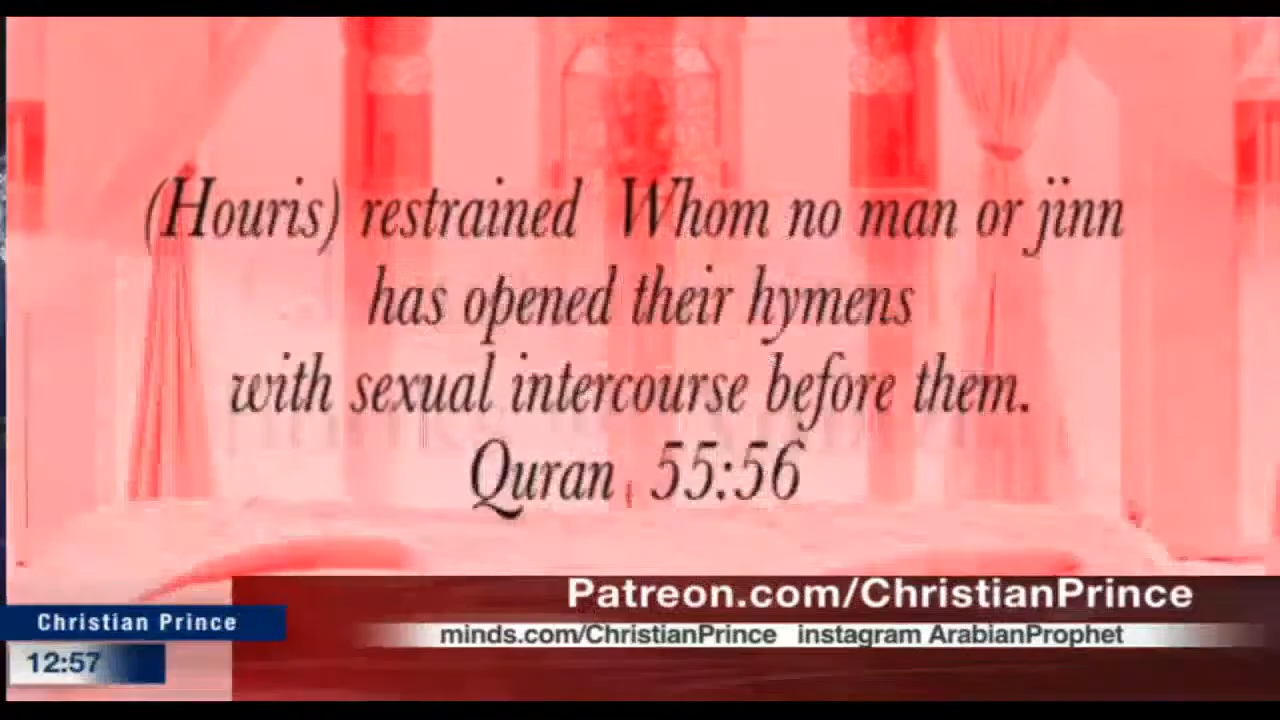 (Houris) restrained Whom no man or jinn
has opened their hymens
with sexual intercourse before them.
Quran 55:56
Patreon.com/ChristianPrince
Christian Prince
minds.com/ChristianPrince instagram ArabianProphet
12:57